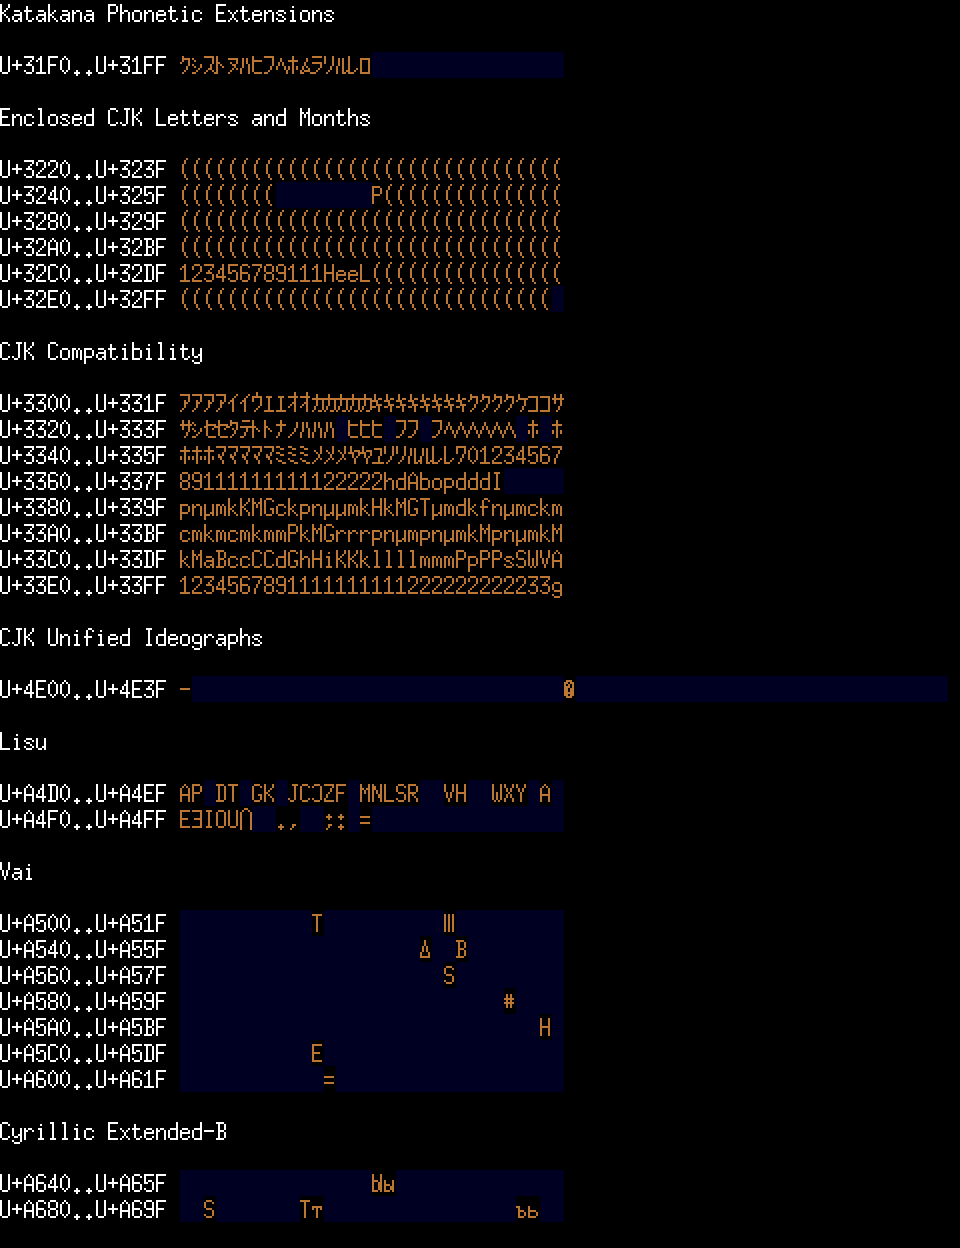 Katakana Phonetic Extensions
U+31F0..U+31FF クシストヌハヒフヘホムラリルレロ
Enclosed CJK Letters and Months
U+3220..U+323F ((((((((((((((((((((((((((((((((
U+3240..U+325F ((((((((        P(((((((((((((((
U+3280..U+329F ((((((((((((((((((((((((((((((((
U+32A0..U+32BF ((((((((((((((((((((((((((((((((
U+32C0..U+32DF 123456789111HeeL((((((((((((((((
U+32E0..U+32FF (((((((((((((((((((((((((((((((
CJK Compatibility
U+3300..U+331F アアアアイイウエエオオカカカカカキキキキキキキキククククケココサ
U+3320..U+333F サシセセタテトトナノハハハ ヒヒヒ フフ フヘヘヘヘヘヘ ホ ホ
U+3340..U+335F ホホホマママママミミミメメメヤヤユリリルルレレワ01234567
U+3360..U+337F 89111111111122222hdAbopdddI
U+3380..U+339F pnμmkKMGckpnμμmkHkMGTμmdkfnμmckm
U+33A0..U+33BF cmkmcmkmmPkMGrrrpnμmpnμmkMpnμmkM
U+33C0..U+33DF kMaBccCCdGhHiKKkllllmmmPpPPsSWVA
U+33E0..U+33FF 1234567891111111111222222222233g
CJK Unified Ideographs
U+4E00..U+4E3F − �
Lisu
U+A4D0..U+A4EF AP DT GK JCƆZF MNLSR  VH  WXY A
U+A4F0..U+A4FF EƎIOU⋂  .,  ;: =
Vai
U+A500..U+A51F T Ш
U+A540..U+A55F Δ B
U+A560..U+A57F S
U+A580..U+A59F #
U+A5A0..U+A5BF H
U+A5C0..U+A5DF E
U+A600..U+A61F =
Cyrillic Extended-B
U+A640..U+A65F Ыы
U+A680..U+A69F S Тт ъь